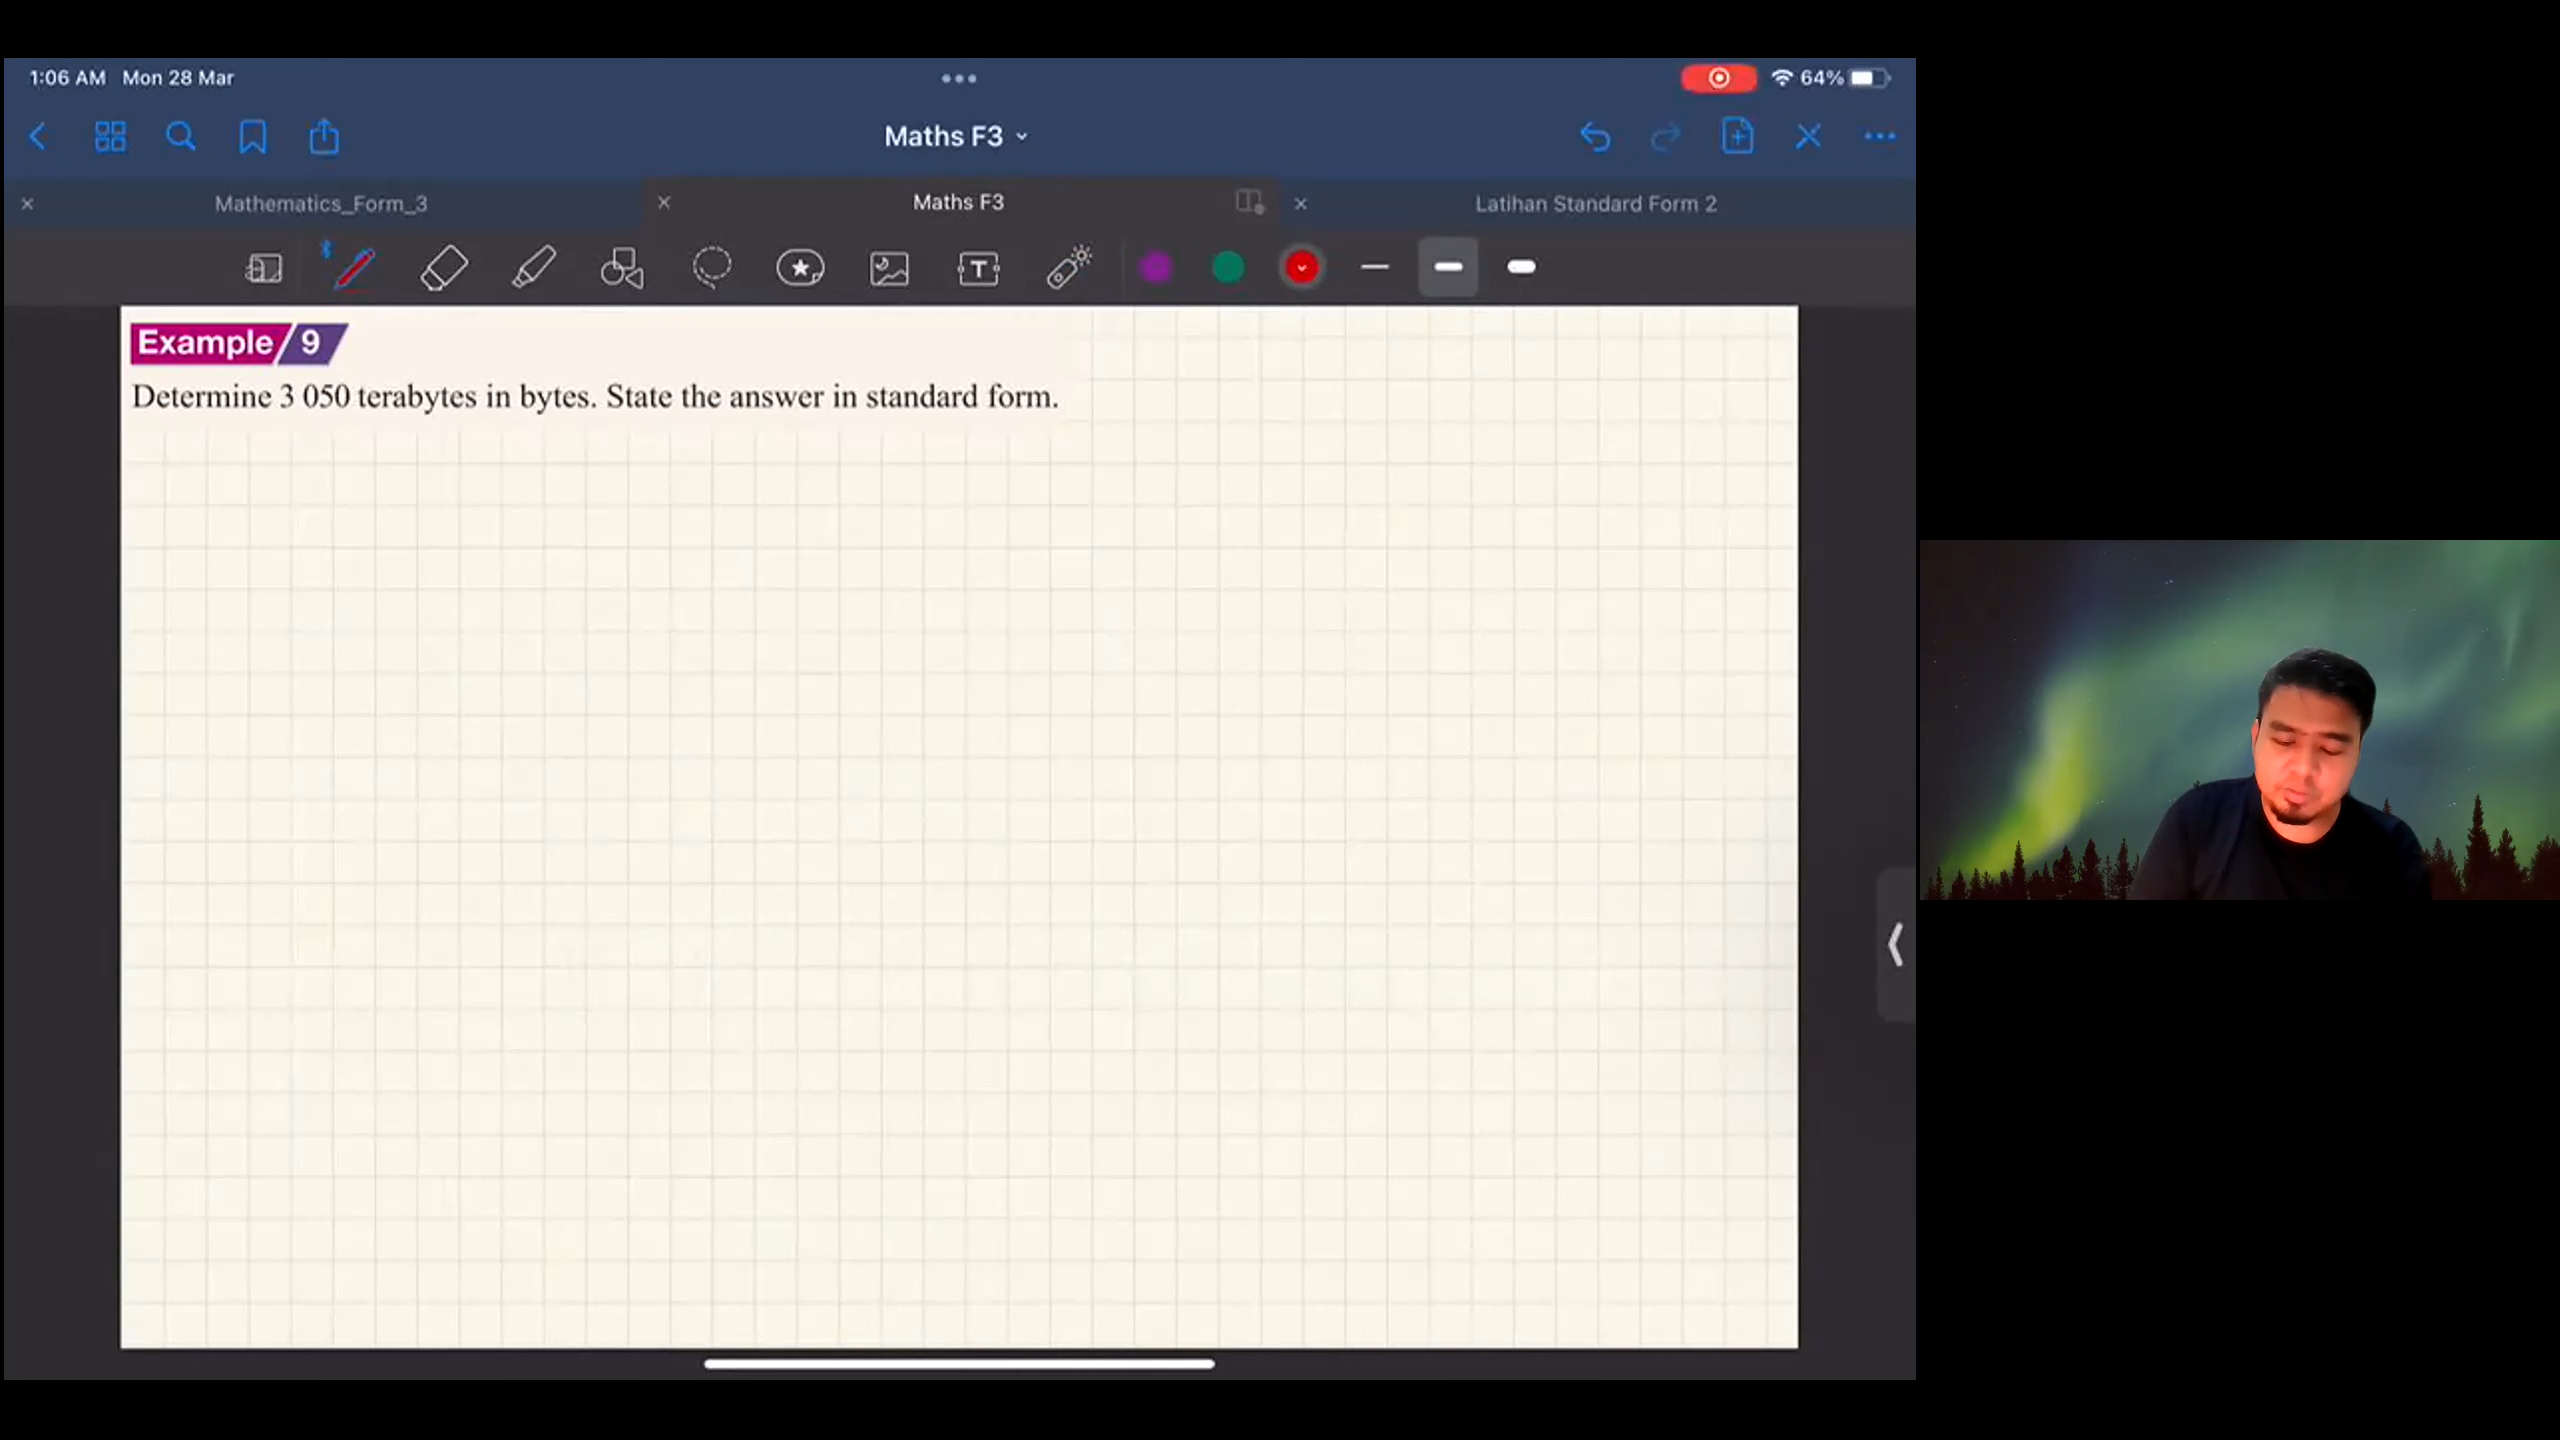 1:06 AM Mon 28 Mar
64%
Maths F3
Mathematics_Form_3
Maths F3
Latihan Standard Form 2
T
Example 9
Determine 3 050 terabytes in bytes. State the answer in standard form.